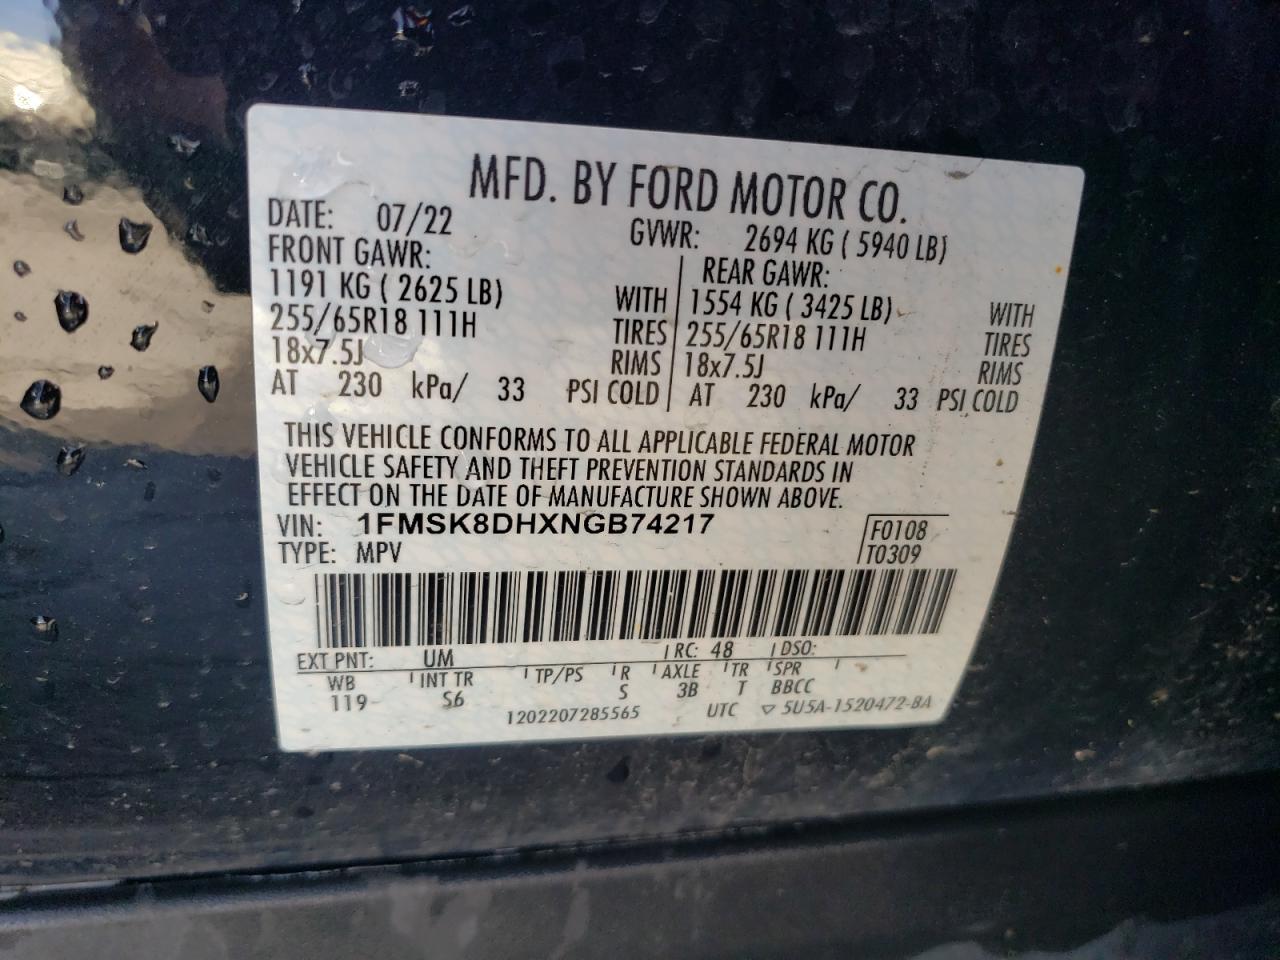 MFD. BY FORD MOTOR CO.
DATE: 07/22 GVWR: 2694 KG ( 5940 LB)
FRONT GAWR: REAR GAWR:
1191 KG ( 2625 LB) WITH 1554 KG ( 3425 LB) WITH
255/65R18 111H TIRES 255/65R18 111H TIRES
18x7.5J RIMS 18x7.5J RIMS
AT 230 kPa/ 33 PSI COLD AT 230 kPa/ 33 PSI COLD
THIS VEHICLE CONFORMS TO ALL APPLICABLE FEDERAL MOTOR
VEHICLE SAFETY AND THEFT PREVENTION STANDARDS IN
EFFECT ON THE DATE OF MANUFACTURE SHOWN ABOVE.
VIN: 1FMSK8DHXNGB74217 F0108
TYPE: MPV T0309
EXT PNT: UM RC: 48 DSO:
WB INT TR TP/PS R AXLE TR SPR
119 S6 S 3B T BBCC
1202207285565 UTC ▽ 5U5A-1520472-BA